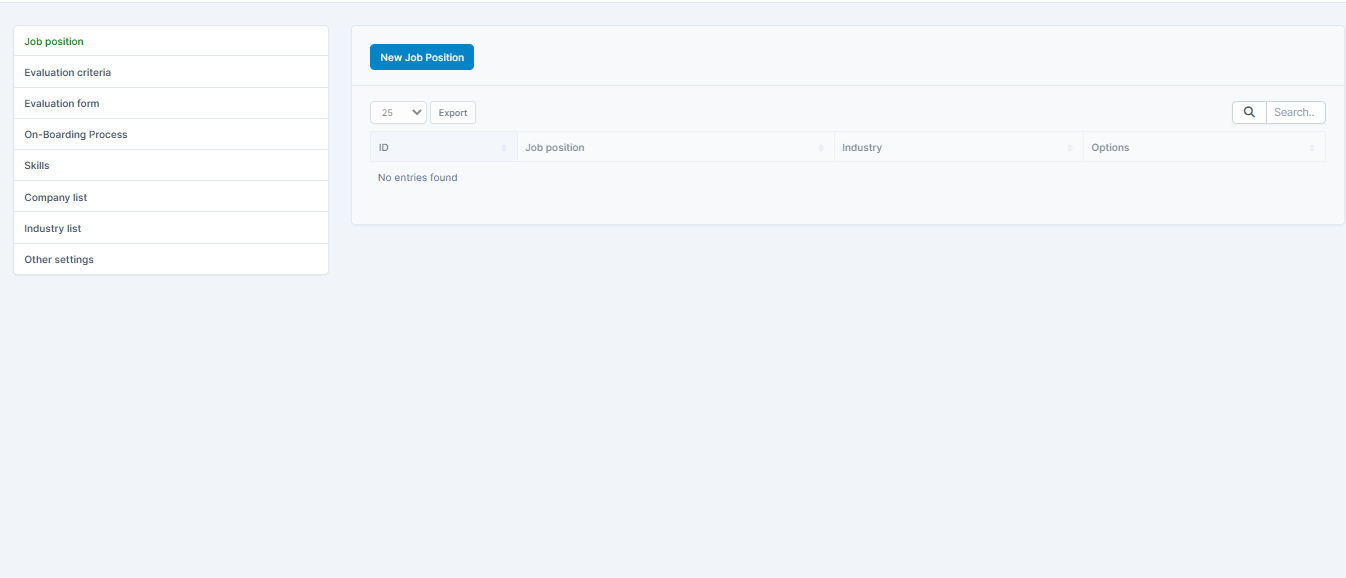 Job position
Evaluation criteria
Evaluation form
On-Boarding Process
Skills
Company list
Industry list
Other settings
New Job Position
25 Export Search..
ID Job position Industry Options
No entries found